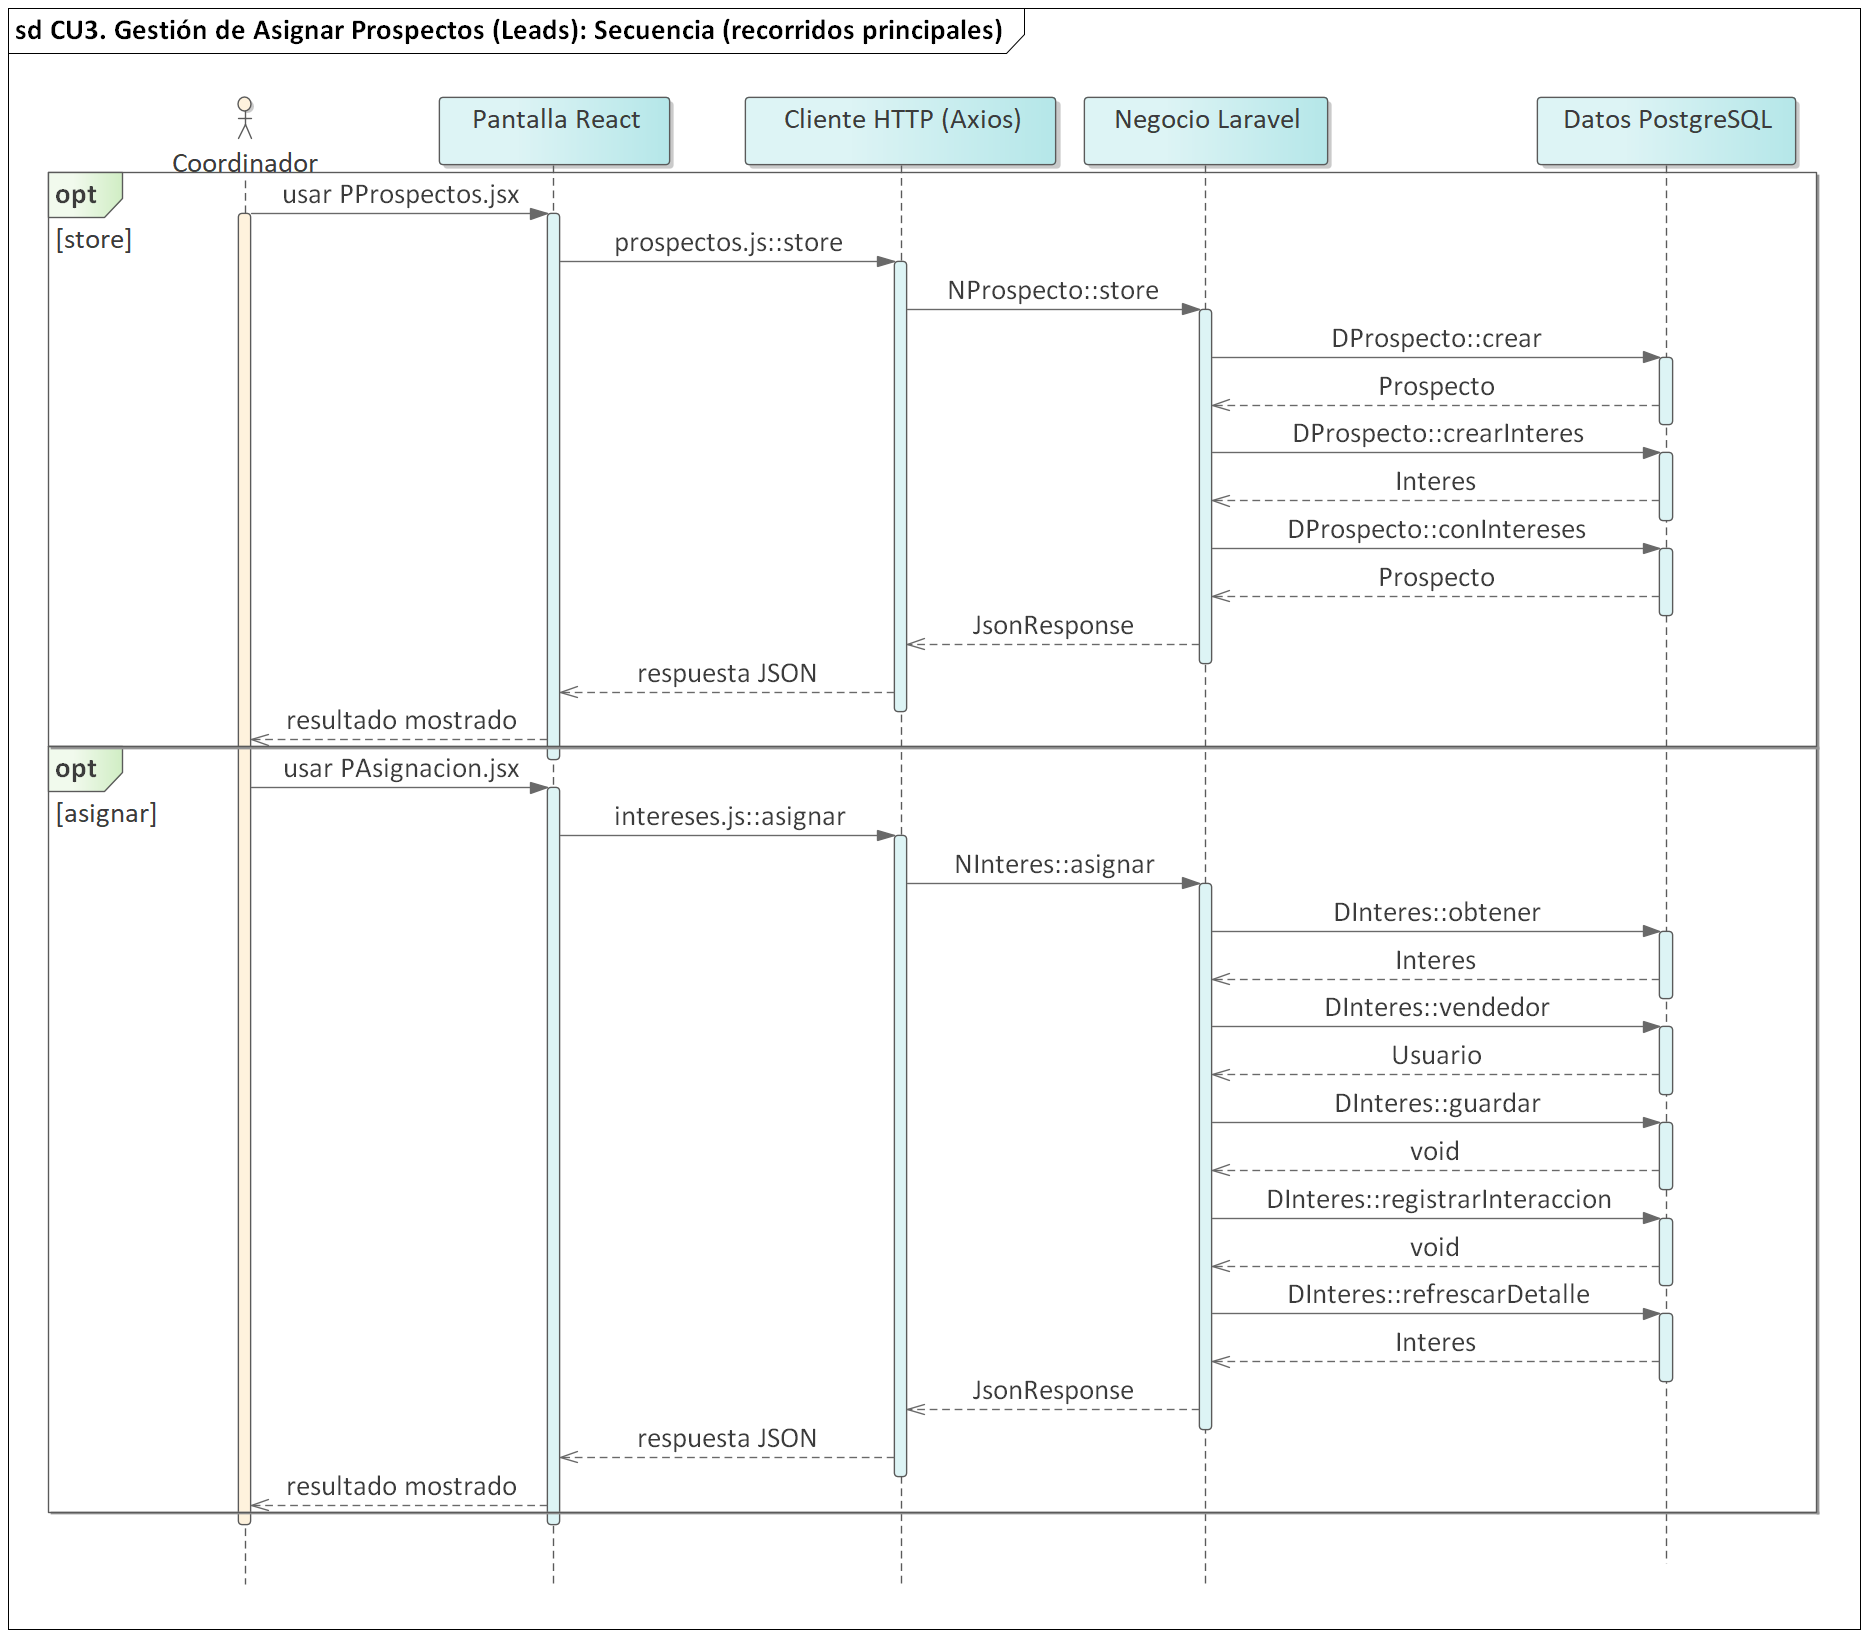 sd CU3. Gestión de Asignar Prospectos (Leads): Secuencia (recorridos principales)
Coordinador
Pantalla React
Cliente HTTP (Axios)
Negocio Laravel
Datos PostgreSQL
opt
[store]
usar PProspectos.jsx
prospectos.js::store
NProspecto::store
DProspecto::crear
Prospecto
DProspecto::crearInteres
Interes
DProspecto::conIntereses
Prospecto
JsonResponse
respuesta JSON
resultado mostrado
opt
[asignar]
usar PAsignacion.jsx
intereses.js::asignar
NInteres::asignar
DInteres::obtener
Interes
DInteres::vendedor
Usuario
DInteres::guardar
void
DInteres::registrarInteraccion
void
DInteres::refrescarDetalle
Interes
JsonResponse
respuesta JSON
resultado mostrado